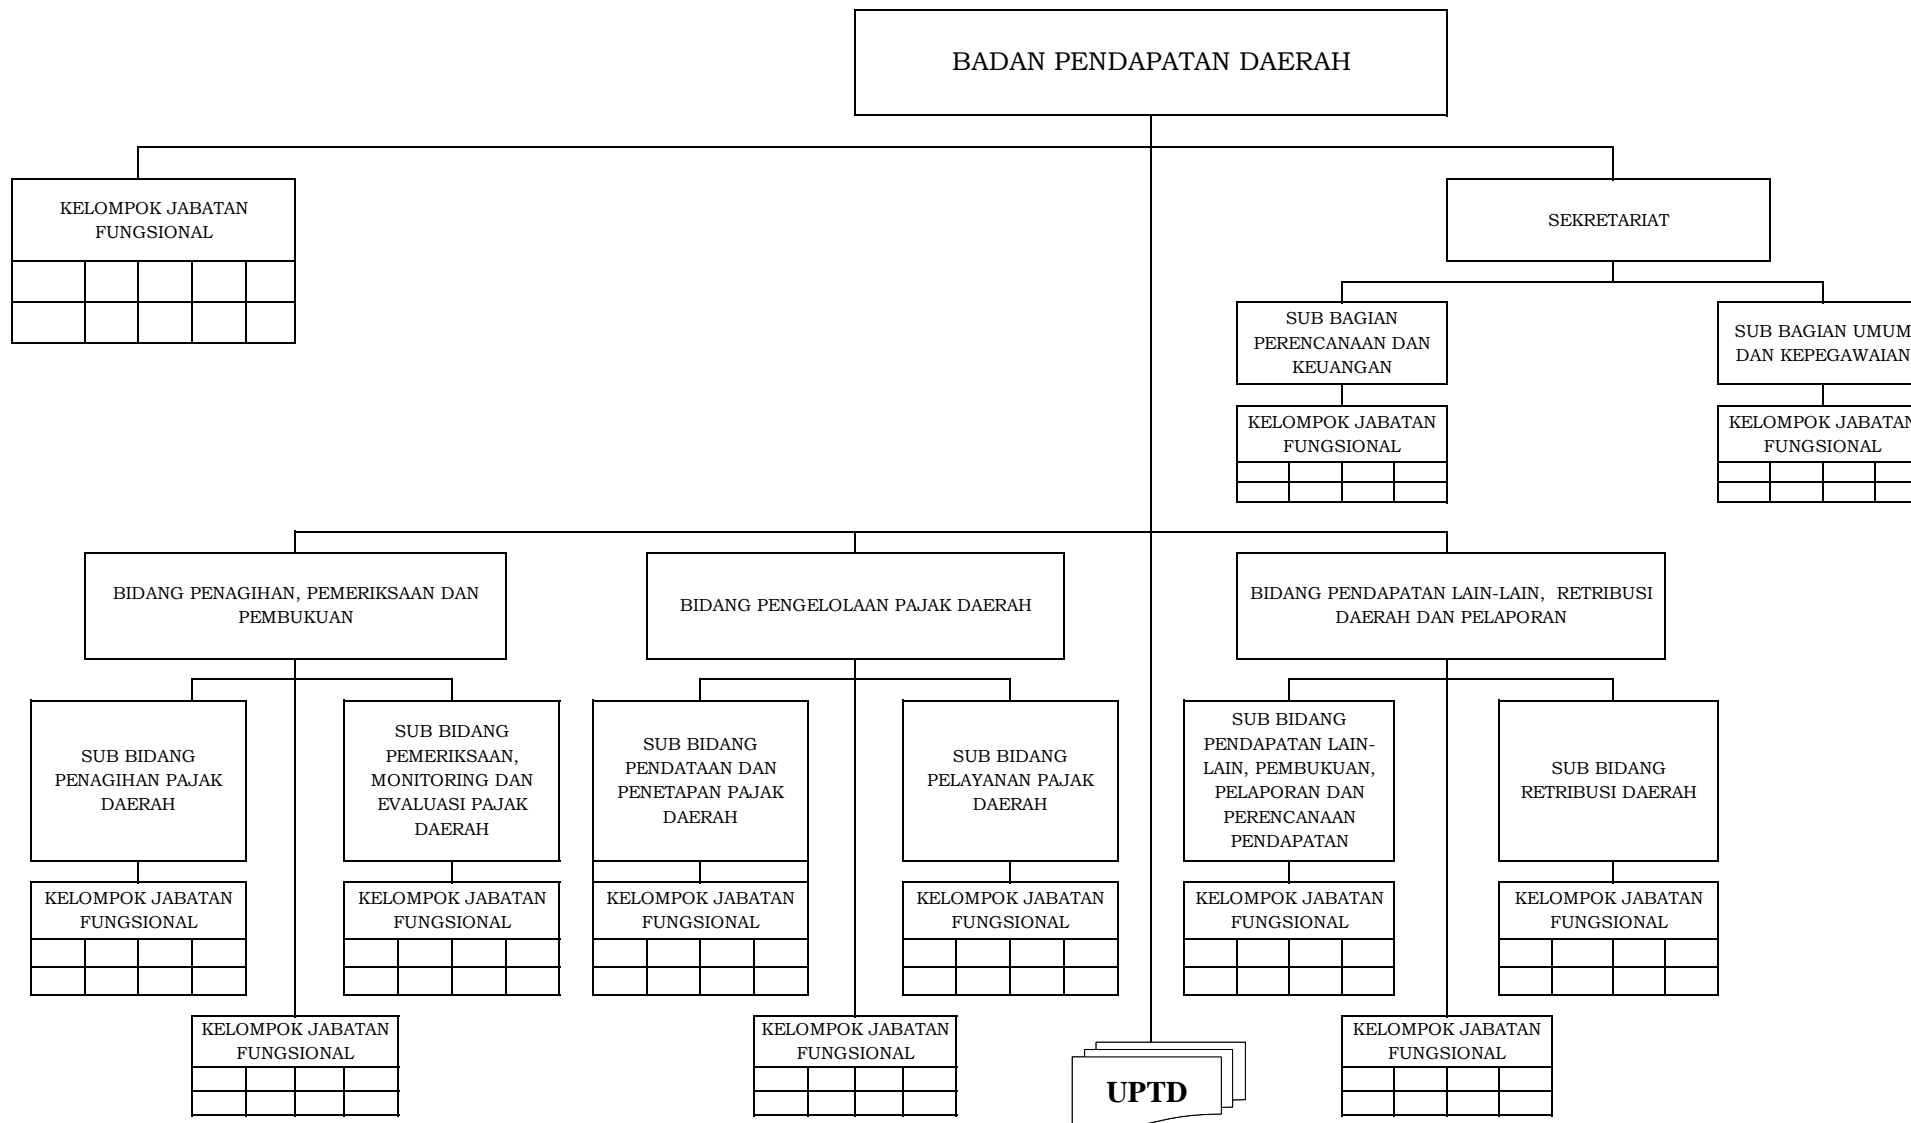 BADAN PENDAPATAN DAERAH
KELOMPOK JABATAN
FUNGSIONAL
SEKRETARIAT
SUB BAGIAN
PERENCANAAN DAN
KEUANGAN
SUB BAGIAN UMUM
DAN KEPEGAWAIAN
KELOMPOK JABATAN
FUNGSIONAL
KELOMPOK JABATAN
FUNGSIONAL
BIDANG PENAGIHAN, PEMERIKSAAN DAN
PEMBUKUAN
BIDANG PENGELOLAAN PAJAK DAERAH
BIDANG PENDAPATAN LAIN-LAIN, RETRIBUSI
DAERAH DAN PELAPORAN
SUB BIDANG
PENAGIHAN PAJAK
DAERAH
SUB BIDANG
PEMERIKSAAN,
MONITORING DAN
EVALUASI PAJAK
DAERAH
SUB BIDANG
PENDATAAN DAN
PENETAPAN PAJAK
DAERAH
SUB BIDANG
PELAYANAN PAJAK
DAERAH
SUB BIDANG
PENDAPATAN LAIN-
LAIN, PEMBUKUAN,
PELAPORAN DAN
PERENCANAAN
PENDAPATAN
SUB BIDANG
RETRIBUSI DAERAH
KELOMPOK JABATAN
FUNGSIONAL
KELOMPOK JABATAN
FUNGSIONAL
KELOMPOK JABATAN
FUNGSIONAL
KELOMPOK JABATAN
FUNGSIONAL
KELOMPOK JABATAN
FUNGSIONAL
KELOMPOK JABATAN
FUNGSIONAL
KELOMPOK JABATAN
FUNGSIONAL
KELOMPOK JABATAN
FUNGSIONAL
UPTD
KELOMPOK JABATAN
FUNGSIONAL